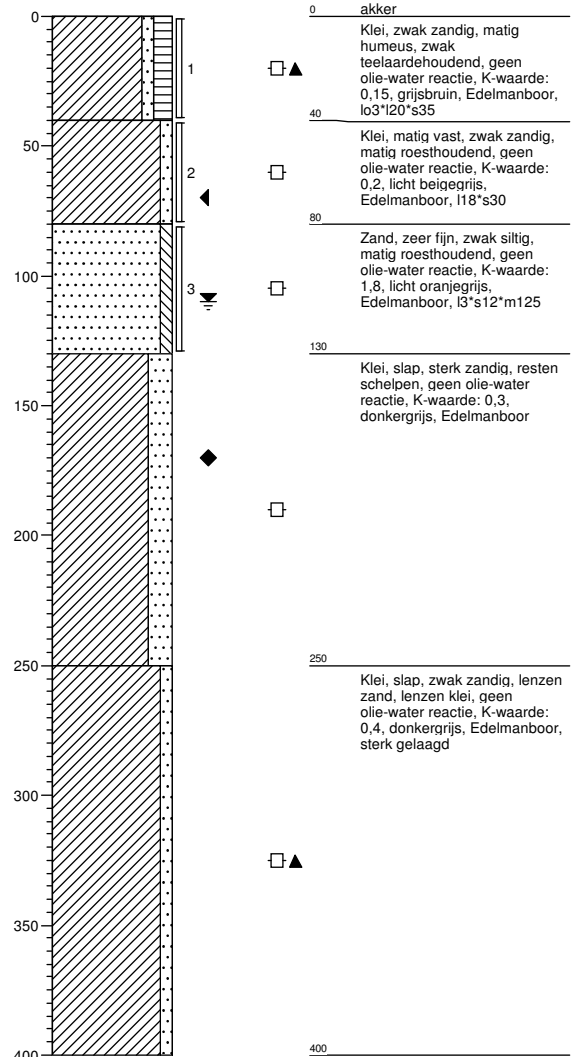 0
akker
0
Klei, zwak zandig, matig
humeus, zwak
teelaardehoudend, geen
olie-water reactie, K-waarde:
0,15, grijsbruin, Edelmanboor,
lo3*l20*s35
1
40
50
Klei, matig vast, zwak zandig,
matig roesthoudend, geen
olie-water reactie, K-waarde:
0,2, licht beigegrijs,
Edelmanboor, l18*s30
2
80
100
Zand, zeer fijn, zwak siltig,
matig roesthoudend, geen
olie-water reactie, K-waarde:
1,8, licht oranjegrijs,
Edelmanboor, l3*s12*m125
3
130
150
Klei, slap, sterk zandig, resten
schelpen, geen olie-water
reactie, K-waarde: 0,3,
donkergrijs, Edelmanboor
200
250
250
Klei, slap, zwak zandig, lenzen
zand, lenzen klei, geen
olie-water reactie, K-waarde:
0,4, donkergrijs, Edelmanboor,
sterk gelaagd
300
350
400
400